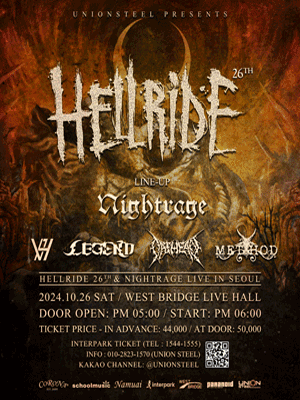 UNIONSTEEL PRESENTS
HELLRIDE 26TH
LINE-UP
Nightrage
LEGEND
METHOD
HELLRIDE 26TH & NIGHTRAGE LIVE IN SEOUL
2024.10.26 SAT / WEST BRIDGE LIVE HALL
DOOR OPEN: PM 05:00 / START: PM 06:00
TICKET PRICE - IN ADVANCE: 44,000 / AT DOOR: 50,000
INTERPARK TICKET (TEL : 1544-1555)
INFO : 010-2823-1570 (UNION STEEL)
KAKAO CHANNEL: @UNIONSTEEL
schoolmusic Namuai interpark panaroid UNION